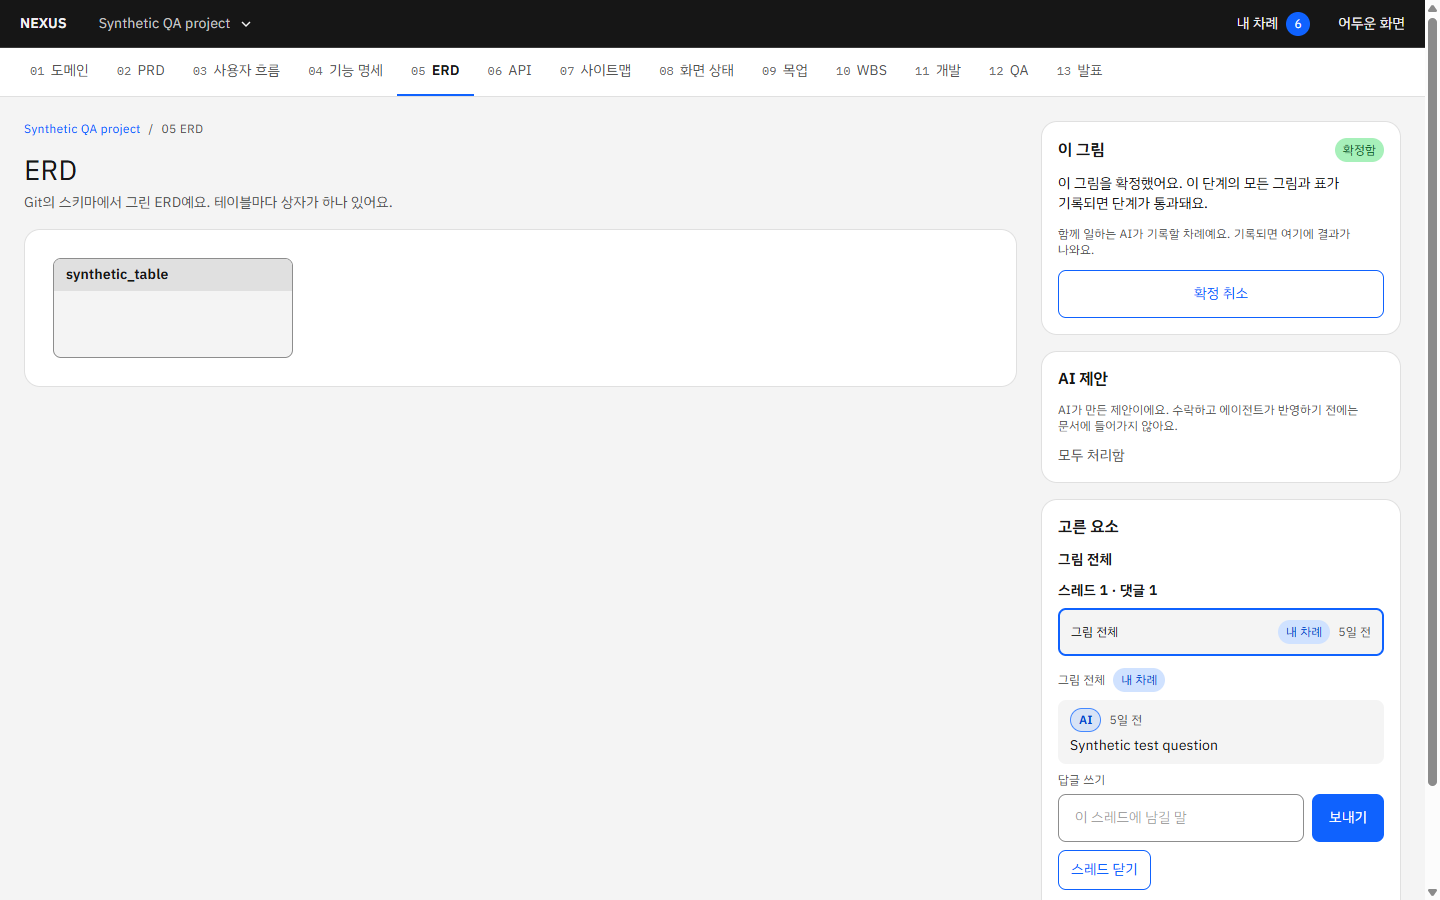 NEXUS
Synthetic QA project
내 차례 6
어두운 화면
01 도메인
02 PRD
03 사용자 흐름
04 기능 명세
05 ERD
06 API
07 사이트맵
08 화면 상태
09 목업
10 WBS
11 개발
12 QA
13 발표
Synthetic QA project / 05 ERD
ERD
Git의 스키마에서 그린 ERD예요. 테이블마다 상자가 하나 있어요.
synthetic_table
이 그림
확정함
이 그림을 확정했어요. 이 단계의 모든 그림과 표가
기록되면 단계가 통과돼요.
함께 일하는 AI가 기록할 차례예요. 기록되면 여기에 결과가
나와요.
확정 취소
AI 제안
AI가 만든 제안이에요. 수락하고 에이전트가 반영하기 전에는
문서에 들어가지 않아요.
모두 처리함
고른 요소
그림 전체
스레드 1 · 댓글 1
그림 전체
내 차례
5일 전
그림 전체
내 차례
AI
5일 전
Synthetic test question
답글 쓰기
이 스레드에 남길 말
보내기
스레드 닫기